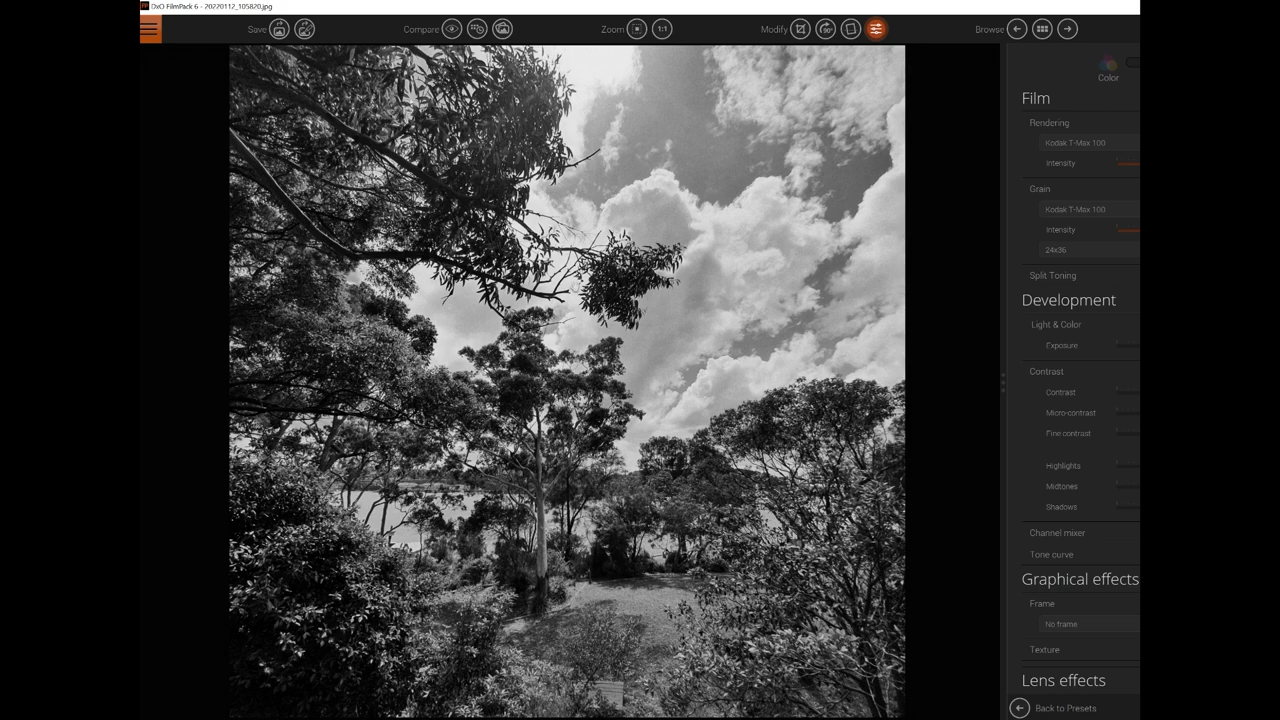 DxO FilmPack 6 - 20220112_105820.jpg
Save Compare Zoom 1:1 Modify 90° Browse
Color
Film
Rendering
Kodak T-Max 100
Intensity
Grain
Kodak T-Max 100
Intensity
24x36
Split Toning
Development
Light & Color
Exposure
Contrast
Contrast
Micro-contrast
Fine contrast
Highlights
Midtones
Shadows
Channel mixer
Tone curve
Graphical effects
Frame
No frame
Texture
Lens effects
Back to Presets